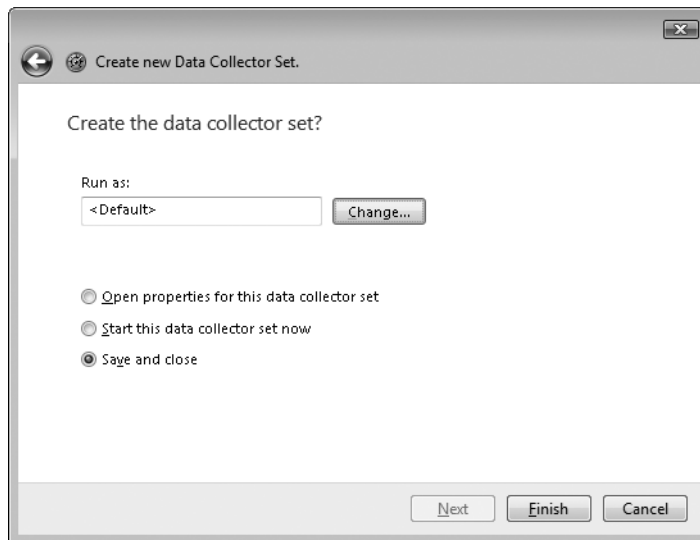 Create new Data Collector Set.
Create the data collector set?
Run as:
<Default>
Change...
Open properties for this data collector set
Start this data collector set now
Save and close
Next
Finish
Cancel